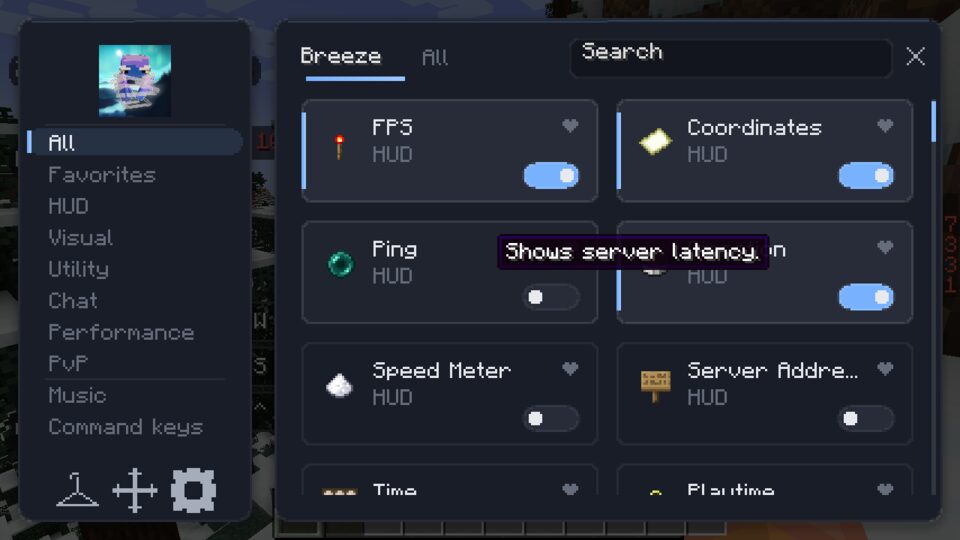 Breeze
All
Search
All
Favorites
HUD
Visual
Utility
Chat
Performance
PvP
Music
Command keys
FPS
HUD
Coordinates
HUD
Ping
HUD
Shows server latency.
HUD
Speed Meter
HUD
Server Addre...
HUD
Time
Playtime